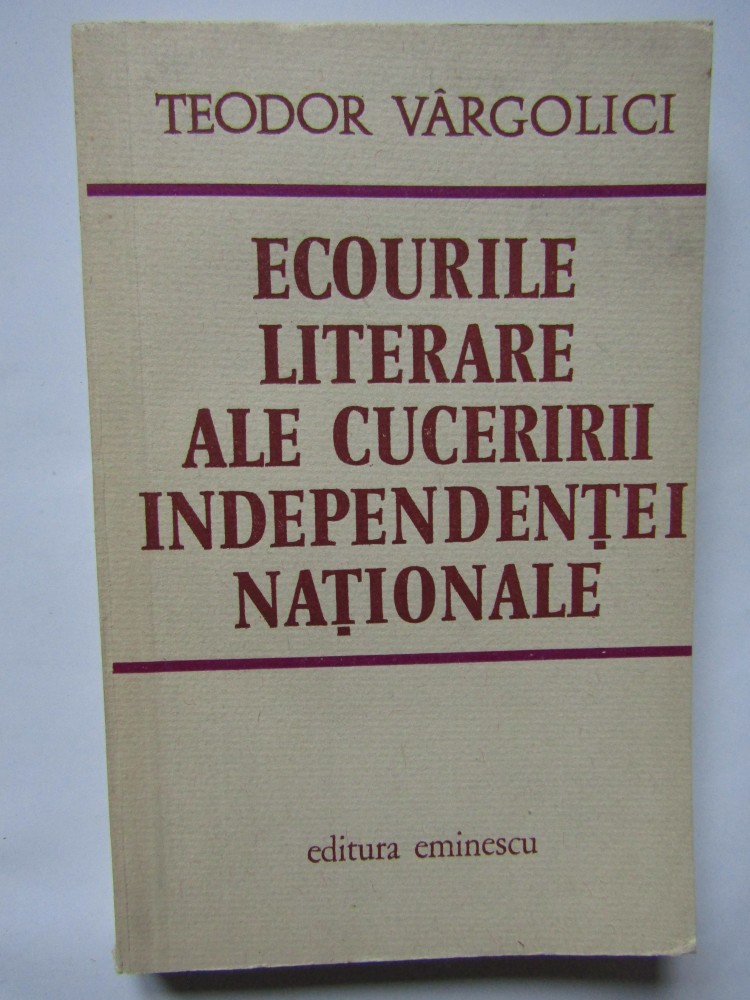 TEODOR VÂRGOLICI
ECOURILE
LITERARE
ALE CUCERIRII
INDEPENDENȚEI
NAȚIONALE
editura eminescu